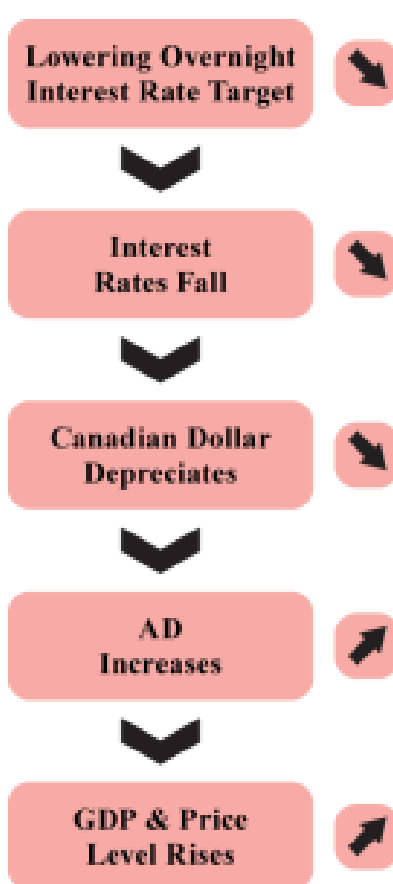 Lowering Overnight
Interest Rate Target
Interest
Rates Fall
Canadian Dollar
Depreciates
AD
Increases
GDP & Price
Level Rises